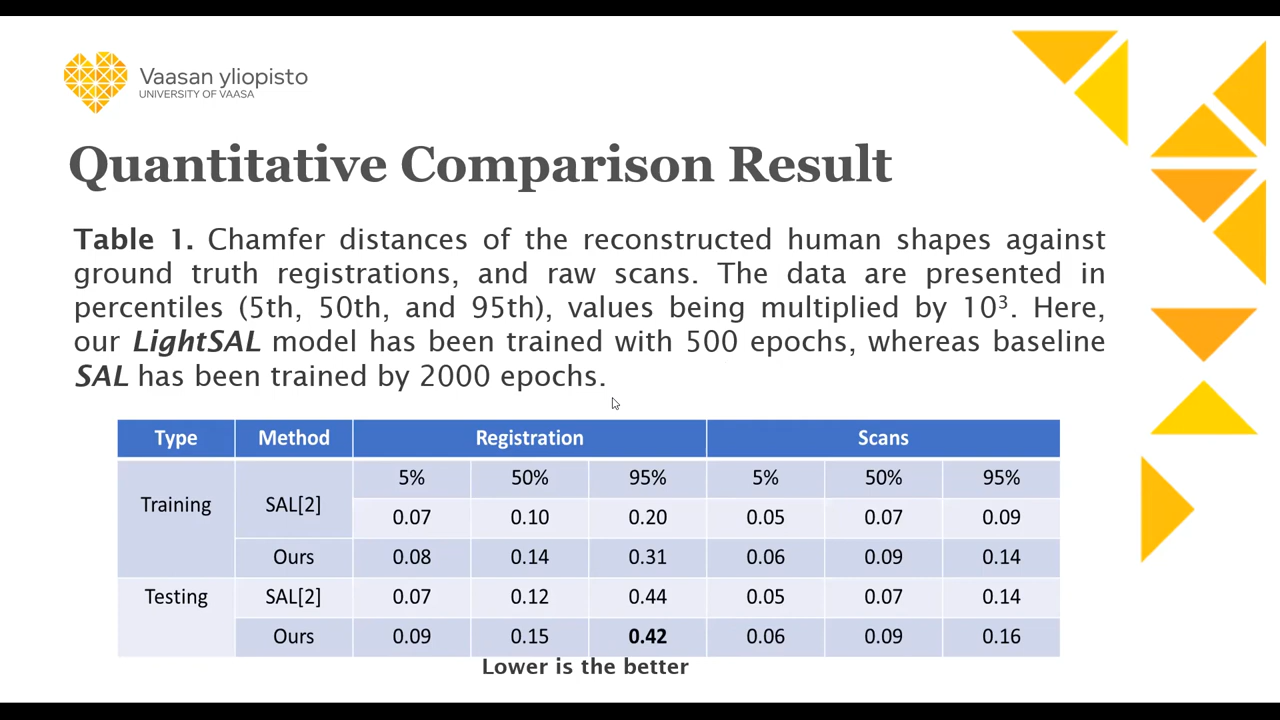 Vaasan yliopisto
UNIVERSITY OF VAASA
Quantitative Comparison Result
Table 1. Chamfer distances of the reconstructed human shapes against
ground truth registrations, and raw scans. The data are presented in
percentiles (5th, 50th, and 95th), values being multiplied by 10³. Here,
our LightSAL model has been trained with 500 epochs, whereas baseline
SAL has been trained by 2000 epochs.
Type Method Registration Scans
5% 50% 95% 5% 50% 95%
Training SAL[2] 0.07 0.10 0.20 0.05 0.07 0.09
Ours 0.08 0.14 0.31 0.06 0.09 0.14
Testing SAL[2] 0.07 0.12 0.44 0.05 0.07 0.14
Ours 0.09 0.15 0.42 0.06 0.09 0.16
Lower is the better